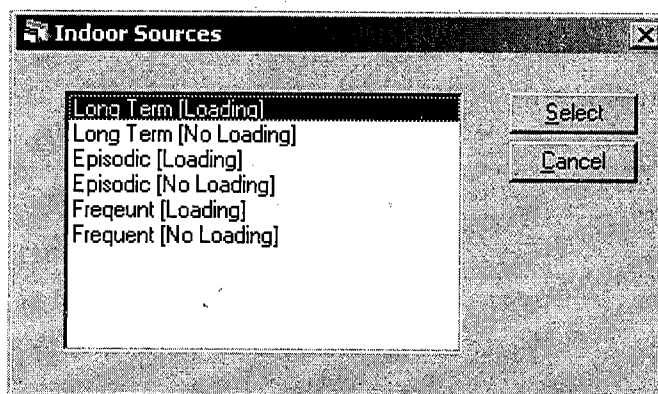 Indoor Sources
Long Term [Loading]
Long Term [No Loading]
Episodic [Loading]
Episodic [No Loading]
Freqeunt [Loading]
Frequent [No Loading]
Select
Cancel